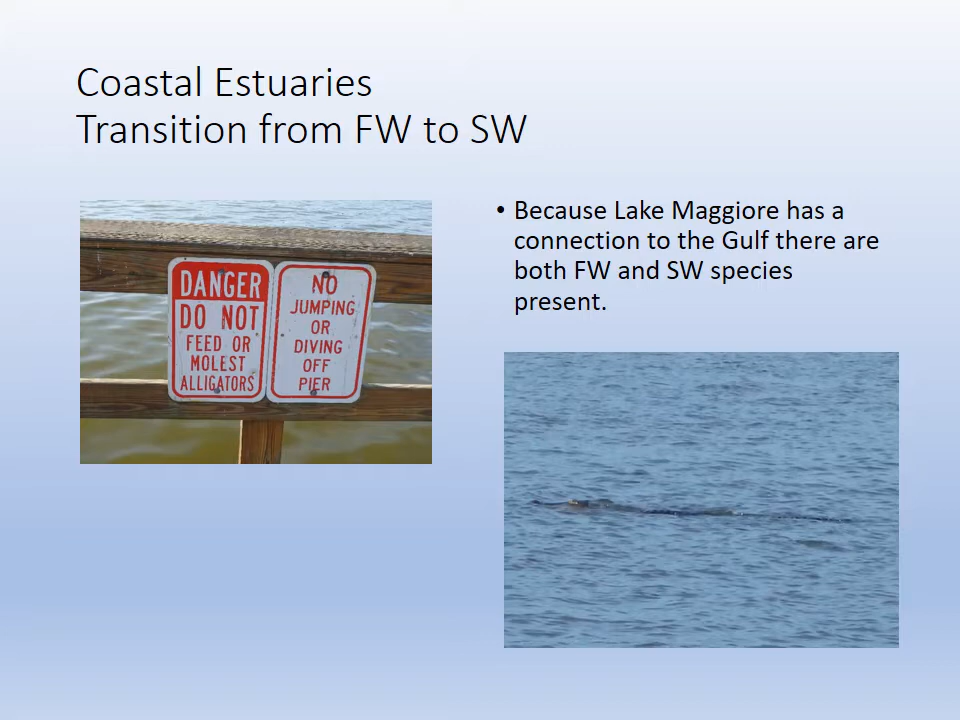 Coastal Estuaries
Transition from FW to SW
DANGER
DO NOT
FEED OR
MOLEST
ALLIGATORS
NO
JUMPING
OR
DIVING
OFF
PIER
• Because Lake Maggiore has a
connection to the Gulf there are
both FW and SW species
present.